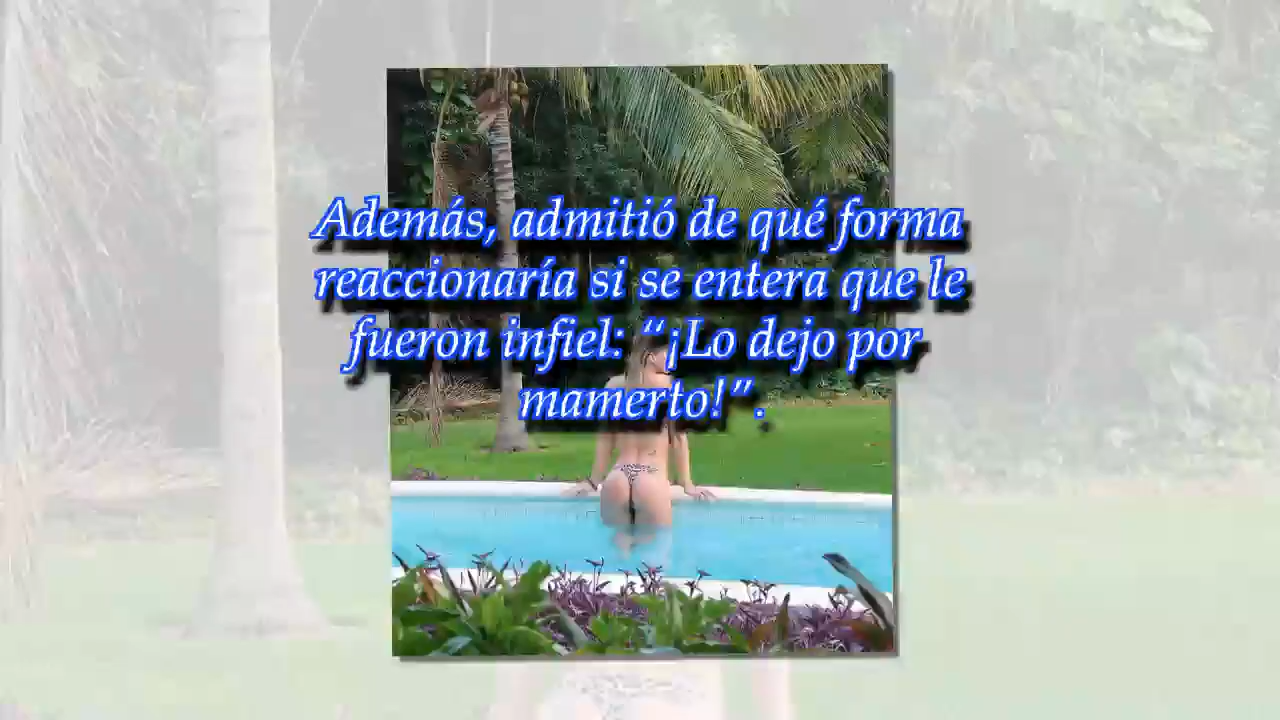 Además, admitió de qué forma
reaccionaría si se entera que le
fueron infiel: “¡Lo dejo por
mamerto!”.